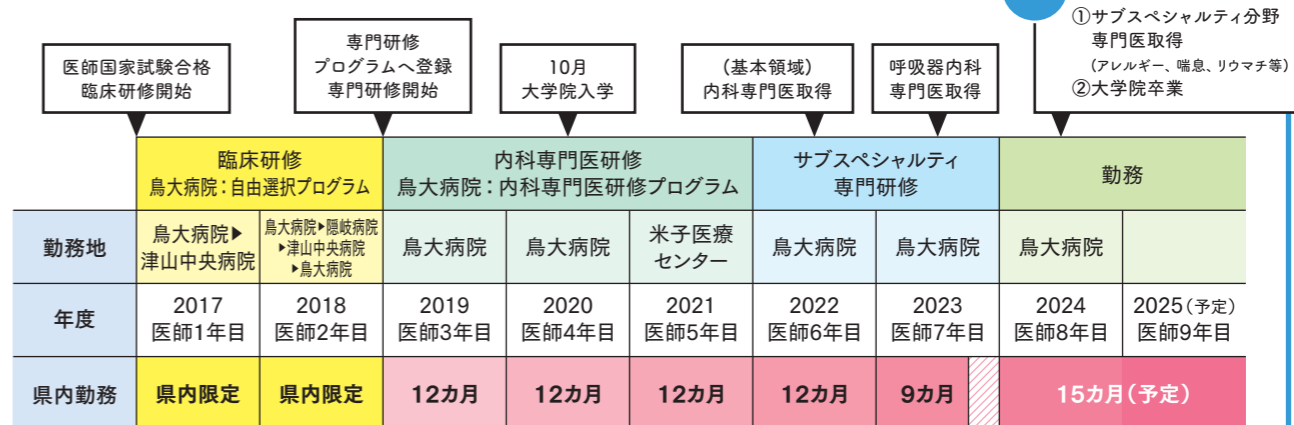 医師国家試験合格
臨床研修開始
専門研修
プログラムへ登録
専門研修開始
10月
大学院入学
(基本領域)
内科専門医取得
呼吸器内科
専門医取得
①サブスペシャルティ分野
専門医取得
(アレルギー、喘息、リウマチ等)
②大学院卒業
臨床研修
鳥大病院:自由選択プログラム
内科専門医研修
鳥大病院:内科専門医研修プログラム
サブスペシャルティ
専門研修
勤務
勤務地
鳥大病院▶
津山中央病院
鳥大病院▶隠岐病院
▶津山中央病院
▶鳥大病院
鳥大病院
鳥大病院
米子医療
センター
鳥大病院
鳥大病院
鳥大病院
年度
2017
医師1年目
2018
医師2年目
2019
医師3年目
2020
医師4年目
2021
医師5年目
2022
医師6年目
2023
医師7年目
2024
医師8年目
2025(予定)
医師9年目
県内勤務
県内限定
県内限定
12カ月
12カ月
12カ月
12カ月
9カ月
15カ月(予定)